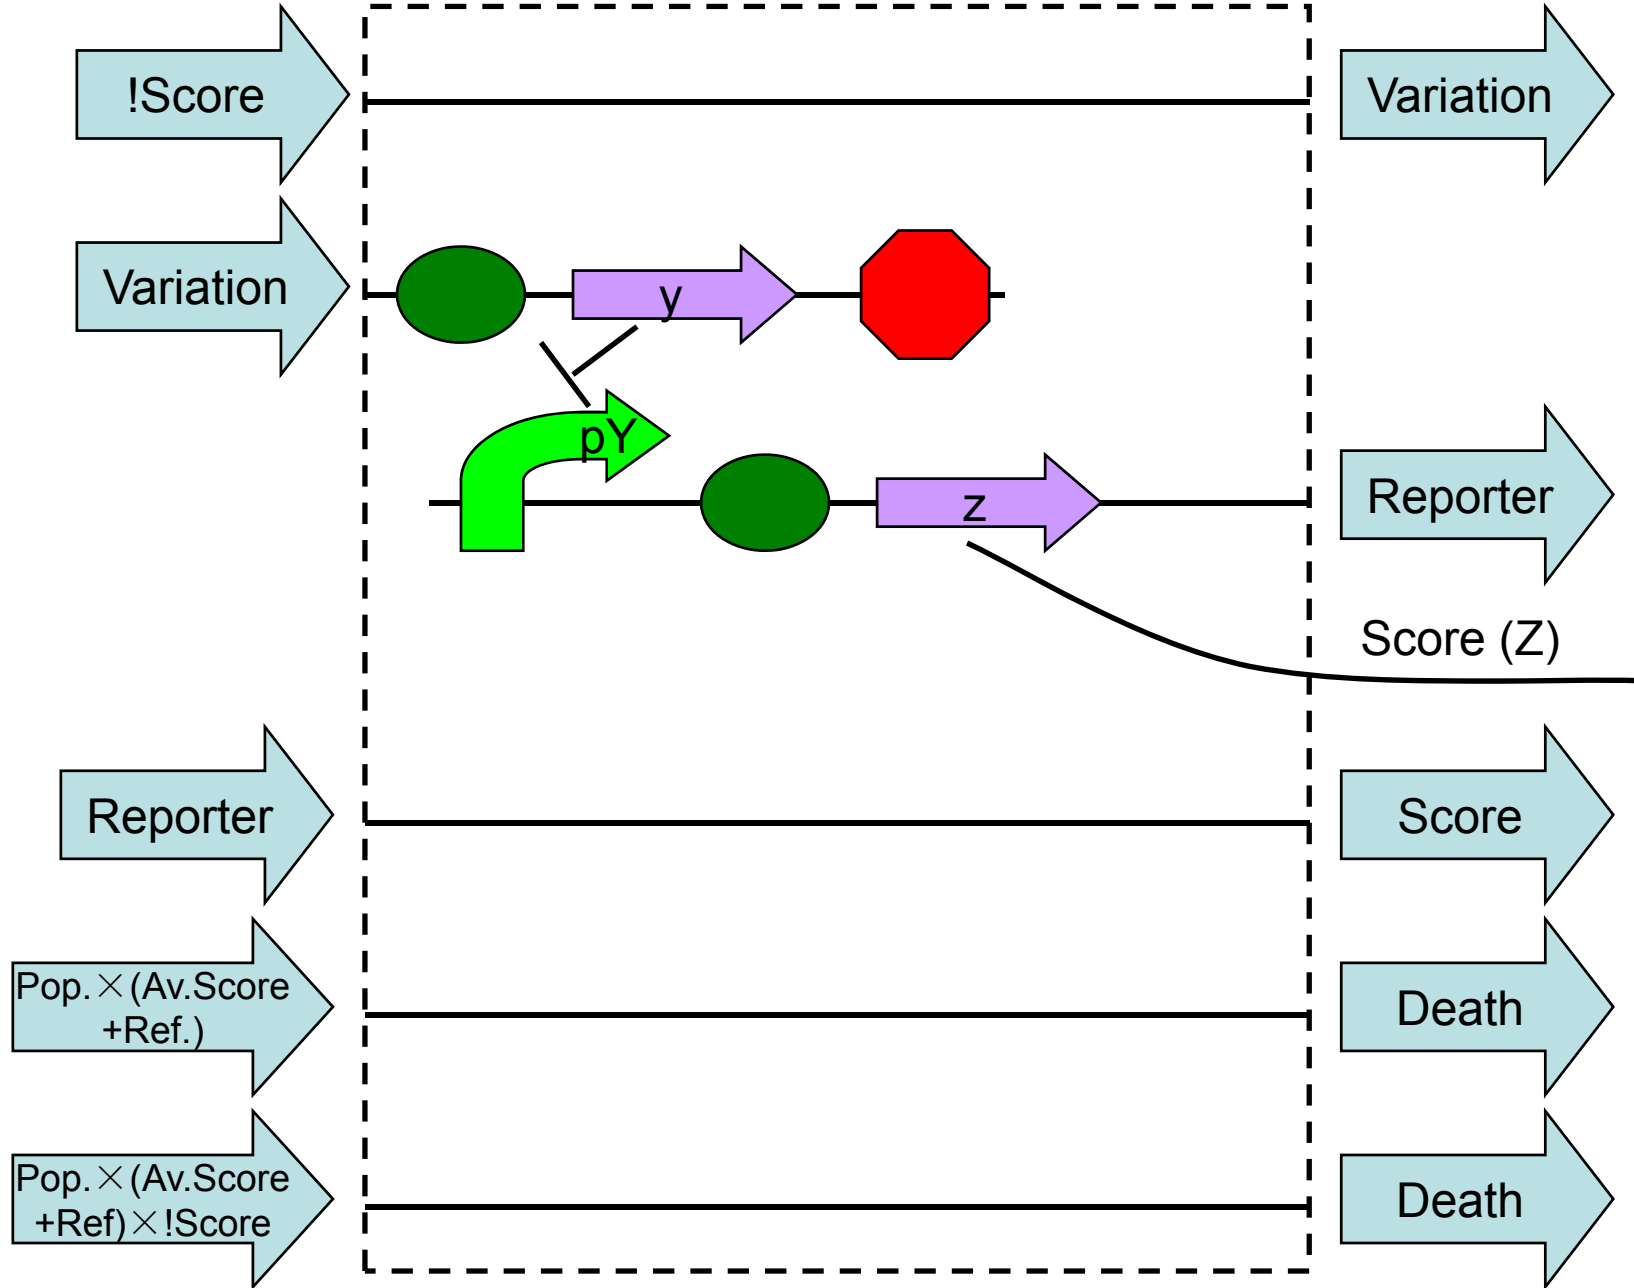 !Score
Variation
Variation
y
pY
z
Reporter
Score (Z)
Reporter
Score
Pop.×(Av.Score
+Ref.)
Death
Pop.×(Av.Score
+Ref)×!Score
Death